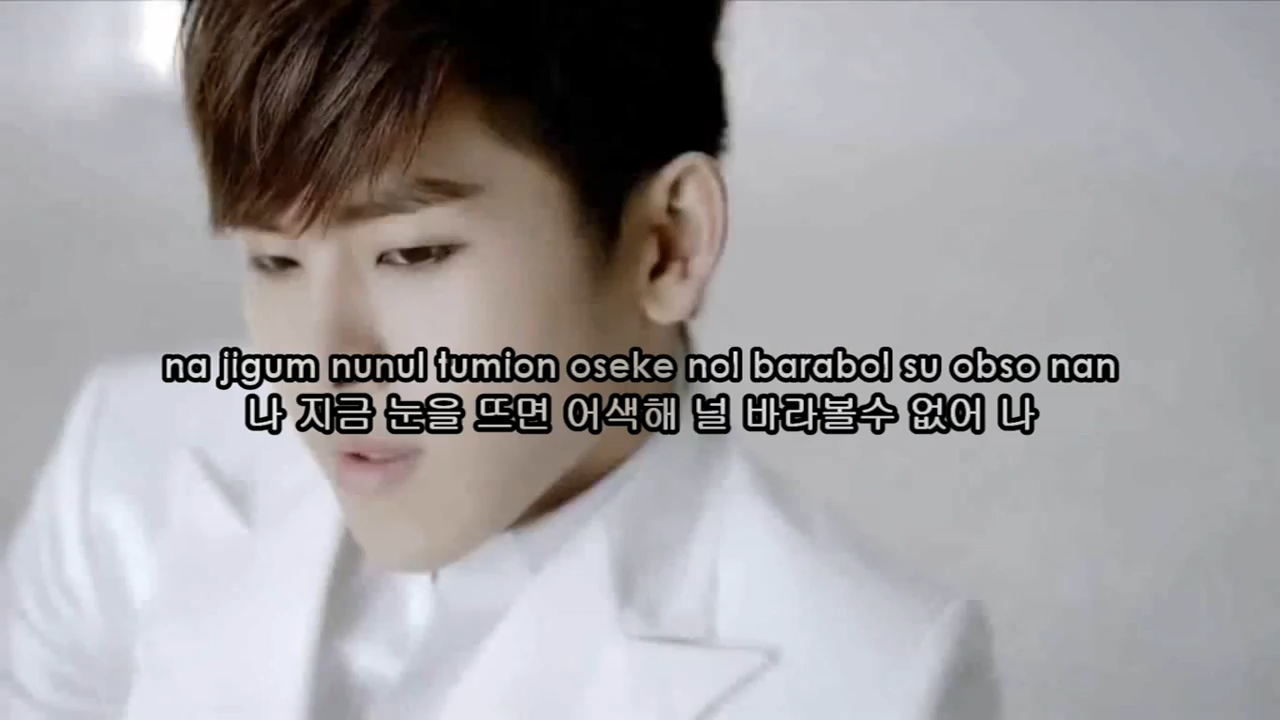 na jigum nunul tumion oseke nol barabol su obso nan
나 지금 눈을 뜨면 어색해 널 바라볼수 없어 나